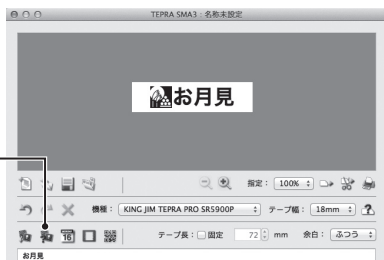 TEPRA SMA3 : 名称未設定
お月見
指定： 100%
機種： KING JIM TEPRA PRO SR5900P テープ幅： 18mm ?
16 テープ長： 固定 72 mm 余白： ふつう
お月見